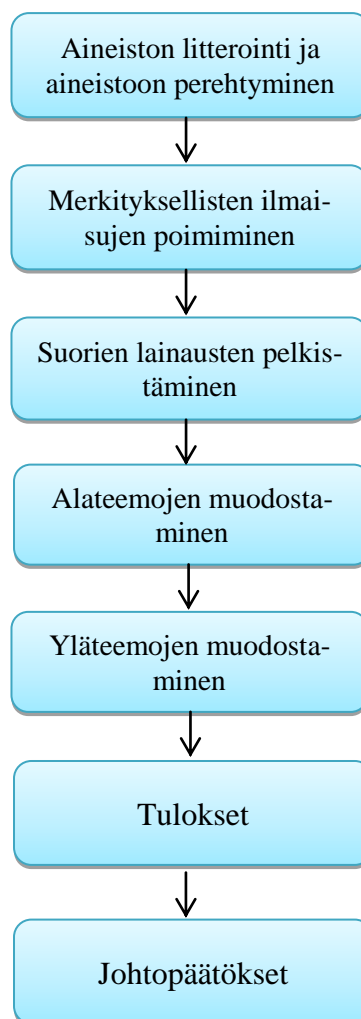 Aineiston litterointi ja
aineistoon perehtyminen
Merkityksellisten ilmai-
sujen poimiminen
Suorien lainausten pelkis-
täminen
Alateemojen muodosta-
minen
Yläteemojen muodosta-
minen
Tulokset
Johtopäätökset